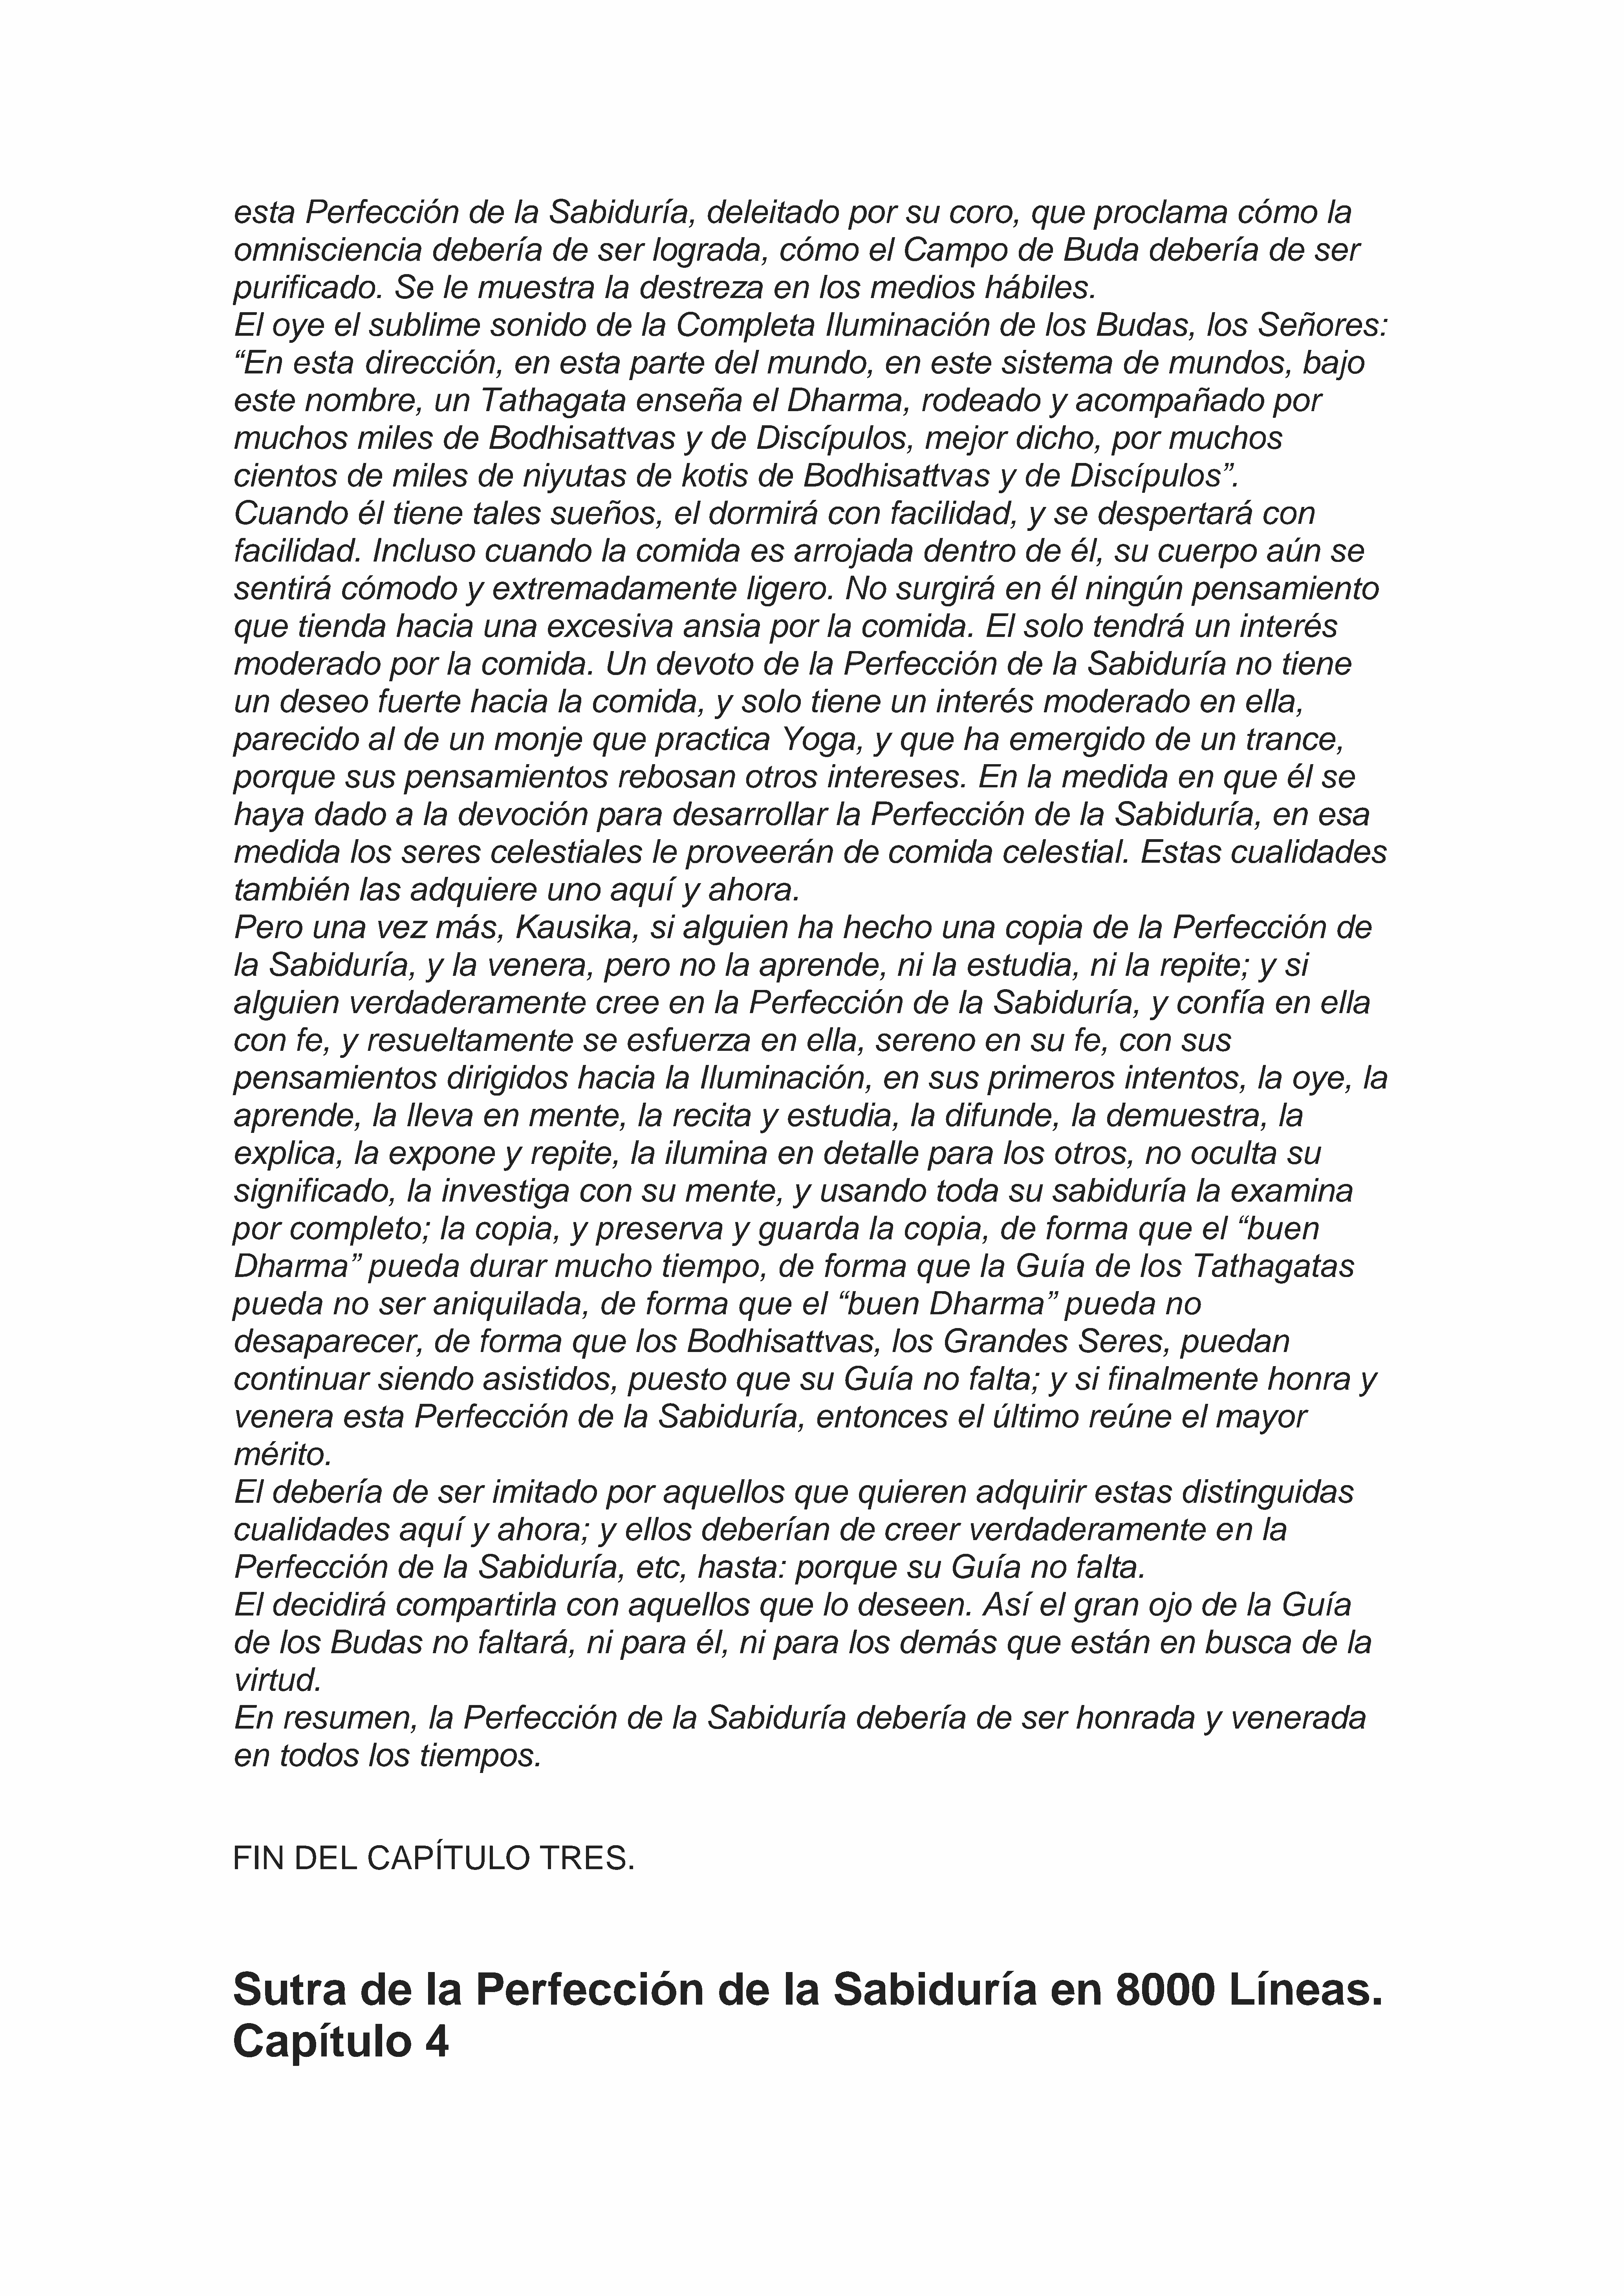 esta Perfección de la Sabiduría, deleitado por su coro, que proclama cómo la
omnisciencia debería de ser lograda, cómo el Campo de Buda debería de ser
purificado. Se le muestra la destreza en los medios hábiles.
El oye el sublime sonido de la Completa Iluminación de los Budas, los Señores:
“En esta dirección, en esta parte del mundo, en este sistema de mundos, bajo
este nombre, un Tathagata enseña el Dharma, rodeado y acompañado por
muchos miles de Bodhisattvas y de Discípulos, mejor dicho, por muchos
cientos de miles de niyutas de kotis de Bodhisattvas y de Discípulos”.
Cuando él tiene tales sueños, el dormirá con facilidad, y se despertará con
facilidad. Incluso cuando la comida es arrojada dentro de él, su cuerpo aún se
sentirá cómodo y extremadamente ligero. No surgirá en él ningún pensamiento
que tienda hacia una excesiva ansia por la comida. El solo tendrá un interés
moderado por la comida. Un devoto de la Perfección de la Sabiduría no tiene
un deseo fuerte hacia la comida, y solo tiene un interés moderado en ella,
parecido al de un monje que practica Yoga, y que ha emergido de un trance,
porque sus pensamientos rebosan otros intereses. En la medida en que él se
haya dado a la devoción para desarrollar la Perfección de la Sabiduría, en esa
medida los seres celestiales le proveerán de comida celestial. Estas cualidades
también las adquiere uno aquí y ahora.
Pero una vez más, Kausika, si alguien ha hecho una copia de la Perfección de
la Sabiduría, y la venera, pero no la aprende, ni la estudia, ni la repite; y si
alguien verdaderamente cree en la Perfección de la Sabiduría, y confía en ella
con fe, y resueltamente se esfuerza en ella, sereno en su fe, con sus
pensamientos dirigidos hacia la Iluminación, en sus primeros intentos, la oye, la
aprende, la lleva en mente, la recita y estudia, la difunde, la demuestra, la
explica, la expone y repite, la ilumina en detalle para los otros, no oculta su
significado, la investiga con su mente, y usando toda su sabiduría la examina
por completo; la copia, y preserva y guarda la copia, de forma que el “buen
Dharma” pueda durar mucho tiempo, de forma que la Guía de los Tathagatas
pueda no ser aniquilada, de forma que el “buen Dharma” pueda no
desaparecer, de forma que los Bodhisattvas, los Grandes Seres, puedan
continuar siendo asistidos, puesto que su Guía no falta; y si finalmente honra y
venera esta Perfección de la Sabiduría, entonces el último reúne el mayor
mérito.
El debería de ser imitado por aquellos que quieren adquirir estas distinguidas
cualidades aquí y ahora; y ellos deberían de creer verdaderamente en la
Perfección de la Sabiduría, etc, hasta: porque su Guía no falta.
El decidirá compartirla con aquellos que lo deseen. Así el gran ojo de la Guía
de los Budas no faltará, ni para él, ni para los demás que están en busca de la
virtud.
En resumen, la Perfección de la Sabiduría debería de ser honrada y venerada
en todos los tiempos.
FIN DEL CAPÍTULO TRES.
Sutra de la Perfección de la Sabiduría en 8000 Líneas.
Capítulo 4